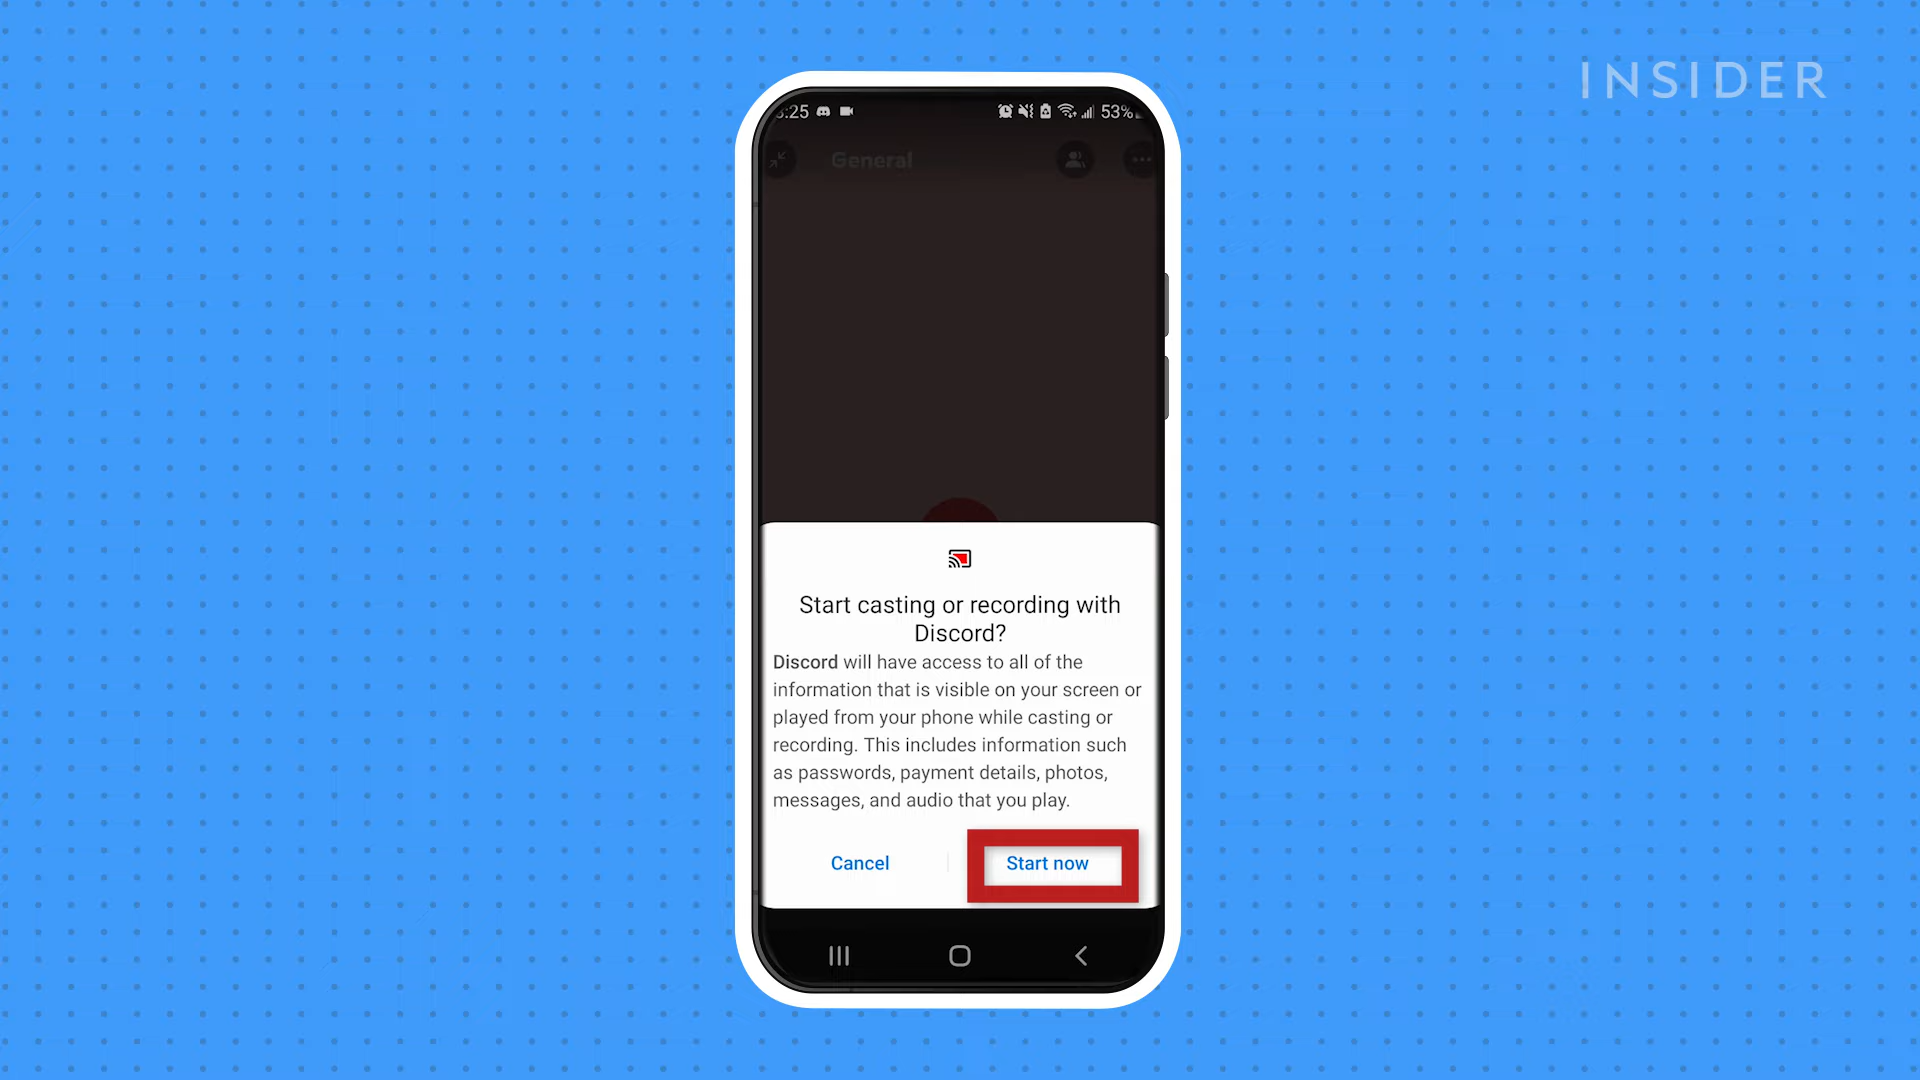 INSIDER
:25 53%
General
Start casting or recording with
Discord?
Discord will have access to all of the
information that is visible on your screen or
played from your phone while casting or
recording. This includes information such
as passwords, payment details, photos,
messages, and audio that you play.
Cancel Start now